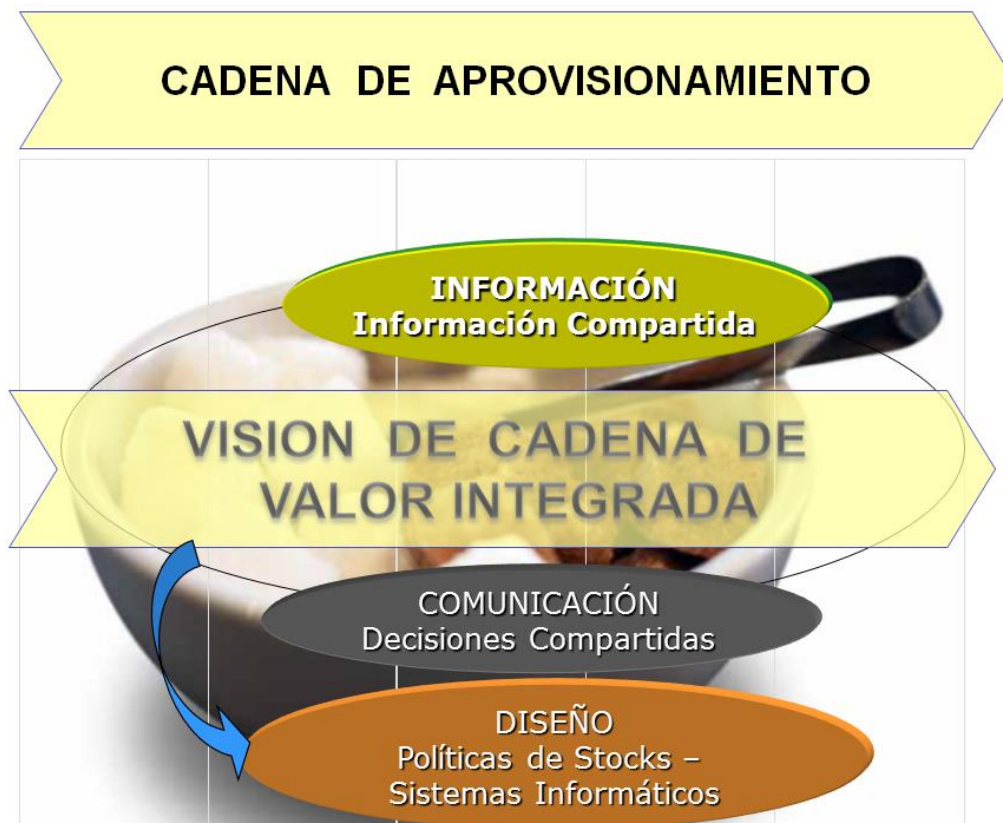 CADENA DE APROVISIONAMIENTO
INFORMACIÓN
Información Compartida
VISION DE CADENA DE
VALOR INTEGRADA
COMUNICACIÓN
Decisiones Compartidas
DISEÑO
Políticas de Stocks –
Sistemas Informáticos